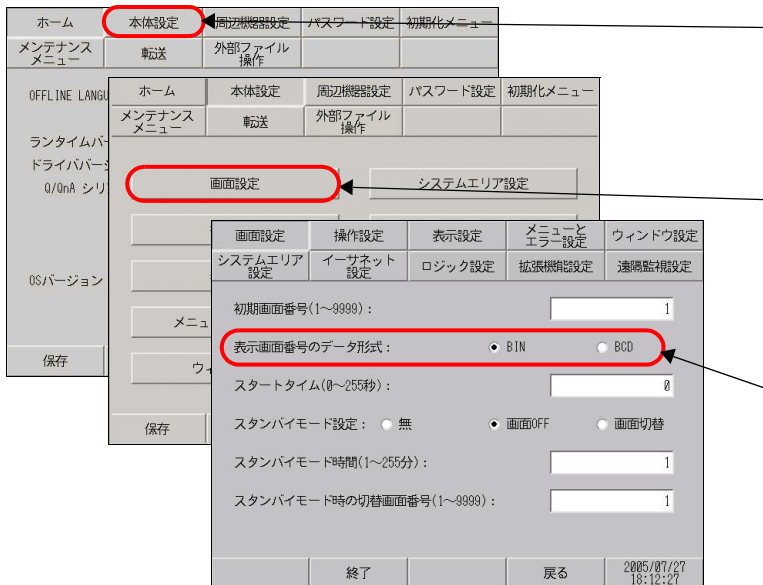 ホーム 本体設定 周辺機器設定 パスワード設定 初期化メニュー
メンテナンスメニュー 転送 外部ファイル操作
OFFLINE LANGU
ランタイムバー
ドライババージ
Q/QnA シリ
OSバージョン
保存
ホーム 本体設定 周辺機器設定 パスワード設定 初期化メニュー
メンテナンスメニュー 転送 外部ファイル操作
画面設定 システムエリア設定
メニュ
ウィ
保存
画面設定 操作設定 表示設定 メニューとエラー設定 ウィンドウ設定
システムエリア設定 イーサネット設定 ロジック設定 拡張機能設定 遠隔監視設定
初期画面番号(1~9999): 1
表示画面番号のデータ形式: BIN BCD
スタートタイム(0~255秒): 0
スタンバイモード設定: 無 画面OFF 画面切替
スタンバイモード時間(1~255分): 1
スタンバイモード時の切替画面番号(1~9999): 1
終了 戻る 2005/07/27
18:12:27